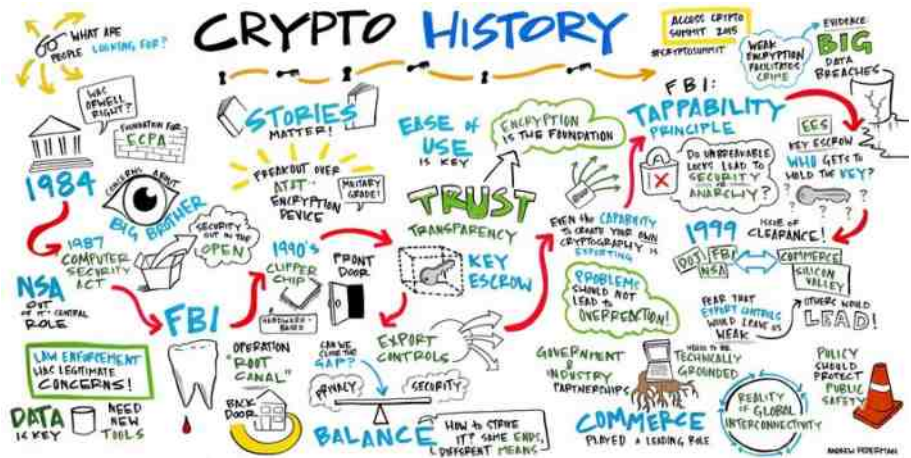 CRYPTO HISTORY
ACCESS CRYPTO
SUMMIT 2015
#CRYPTOSUMMIT
WHAT ARE
PEOPLE LOOKING FOR?
WAS
ORWELL
RIGHT?
FOUNDATION FOR
ECPA
1984
CONCERNS ABOUT
BIG BROTHER
1987
COMPUTER
SECURITY
ACT
SECURITY
OUT IN THE
OPEN
NSA
OUT
OF ITS CENTRAL
ROLE
FBI
LAW ENFORCEMENT
HAS LEGITIMATE
CONCERNS!
DATA
IS KEY
NEED
NEW
TOOLS
STORIES
MATTER!
FREAKOUT OVER
AT&T
ENCRYPTION
DEVICE
MILITARY
GRADE!
1990's
CLIPPER
CHIP
HARDWARE-
BASED
FRONT
DOOR
OPERATION
"ROOT
CANAL"
BACK
DOOR
EASE of
USE
IS KEY
ENCRYPTION
IS THE FOUNDATION
TRUST
TRANSPARENCY
KEY
ESCROW
EXPORT
CONTROLS
CAN WE
CLOSE THE
GAP?
PRIVACY
SECURITY
BALANCE
HOW TO STRIKE
IT? SAME ENDS,
DIFFERENT MEANS
FBI:
TAPPABILITY
PRINCIPLE
DO UNBREAKABLE
LOCKS LEAD TO
SECURITY
OR
ANARCHY?
EVEN the CAPABILITY
TO CREATE YOUR OWN
CRYPTOGRAPHY IS
EXPORTING
PROBLEMS
SHOULD NOT
LEAD TO
OVERREACTION!
GOVERNMENT
& INDUSTRY
PARTNERSHIPS
TECHNICALLY
GROUNDED
COMMERCE
PLAYED A LEADING ROLE
WEAK
ENCRYPTION
FACILITATES
CRIME
EVIDENCE:
BIG
DATA
BREACHES
EES
KEY ESCROW
WHO GETS TO
HOLD THE KEY?
? ? ? ? ?
1999
ISSUE OF
CLEARANCE!
DOJ FBI
NSA
COMMERCE
SILICON
VALLEY
FEAR THAT
EXPORT CONTROLS
WOULD LEAVE US
WEAK
OTHERS WOULD
LEAD!
REALITY
OF GLOBAL
INTERCONNECTIVITY
POLICY
SHOULD
PROTECT
PUBLIC
SAFETY